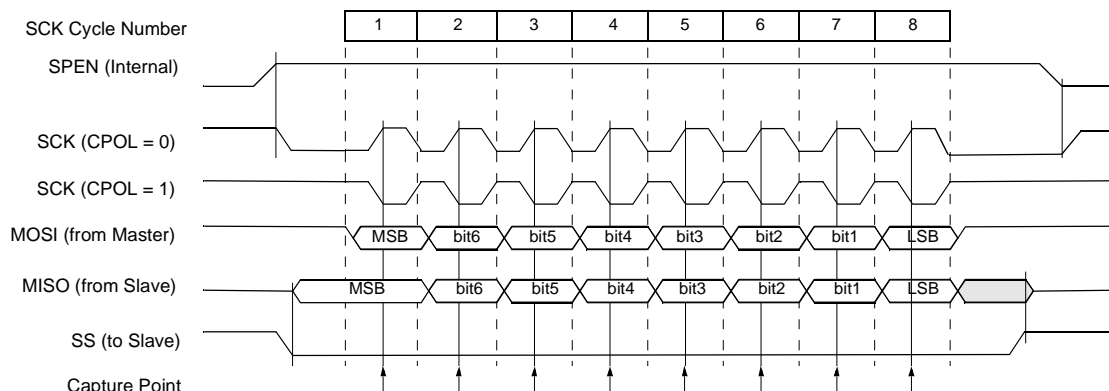 SCK Cycle Number 1 2 3 4 5 6 7 8
SPEN (Internal)
SCK (CPOL = 0)
SCK (CPOL = 1)
MOSI (from Master) MSB bit6 bit5 bit4 bit3 bit2 bit1 LSB
MISO (from Slave) MSB bit6 bit5 bit4 bit3 bit2 bit1 LSB
SS (to Slave)
Capture Point